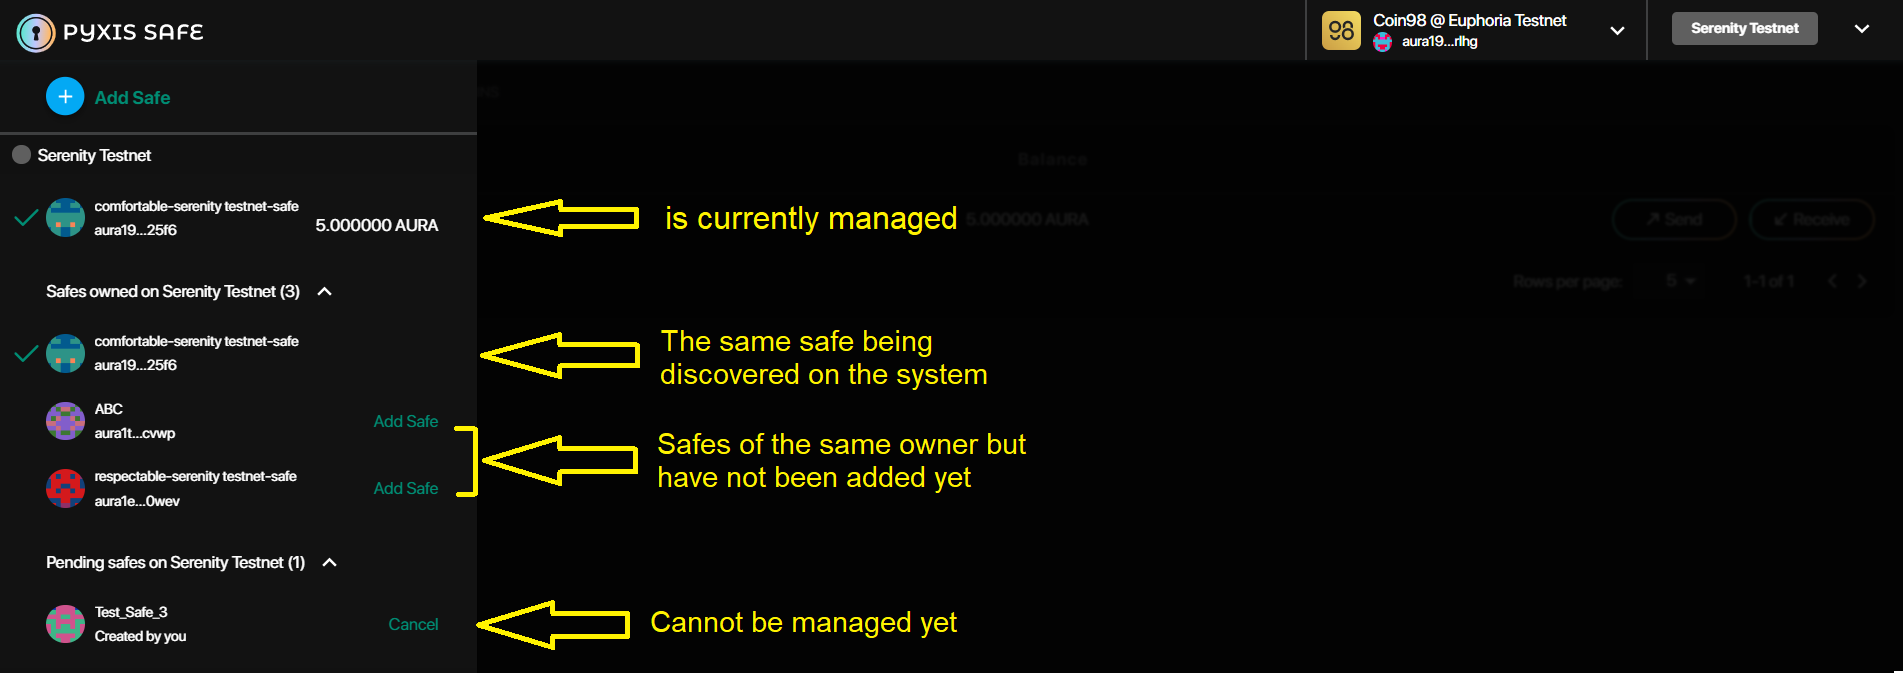 PYXIS SAFE
98
Coin98 @ Euphoria Testnet
aura19...rlhg
Serenity Testnet
+ Add Safe
Serenity Testnet
Balance
comfortable-serenity testnet-safe
aura19...25f6
5.000000 AURA
is currently managed
5.000000 AURA
Send
Receive
Safes owned on Serenity Testnet (3)
Rows per page:
5
1-1 of 1
comfortable-serenity testnet-safe
aura19...25f6
The same safe being
discovered on the system
ABC
aura1t...cvwp
Add Safe
respectable-serenity testnet-safe
aura1e...0wev
Add Safe
Safes of the same owner but
have not been added yet
Pending safes on Serenity Testnet (1)
Test_Safe_3
Created by you
Cancel
Cannot be managed yet